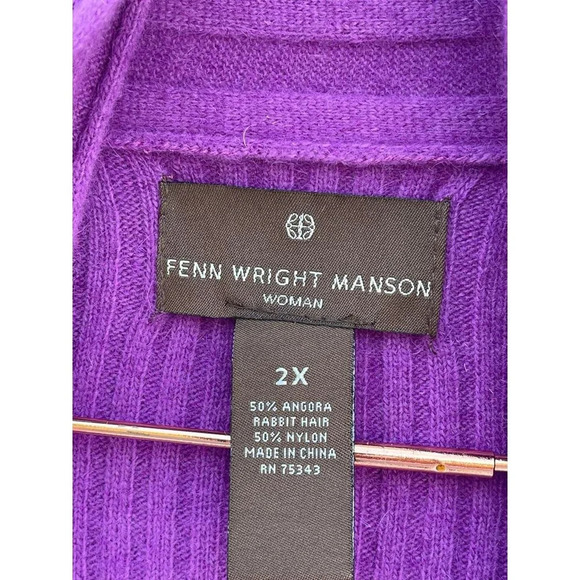 FENN WRIGHT MANSON
WOMAN
2X
50% ANGORA
RABBIT HAIR
50% NYLON
MADE IN CHINA
RN 75343